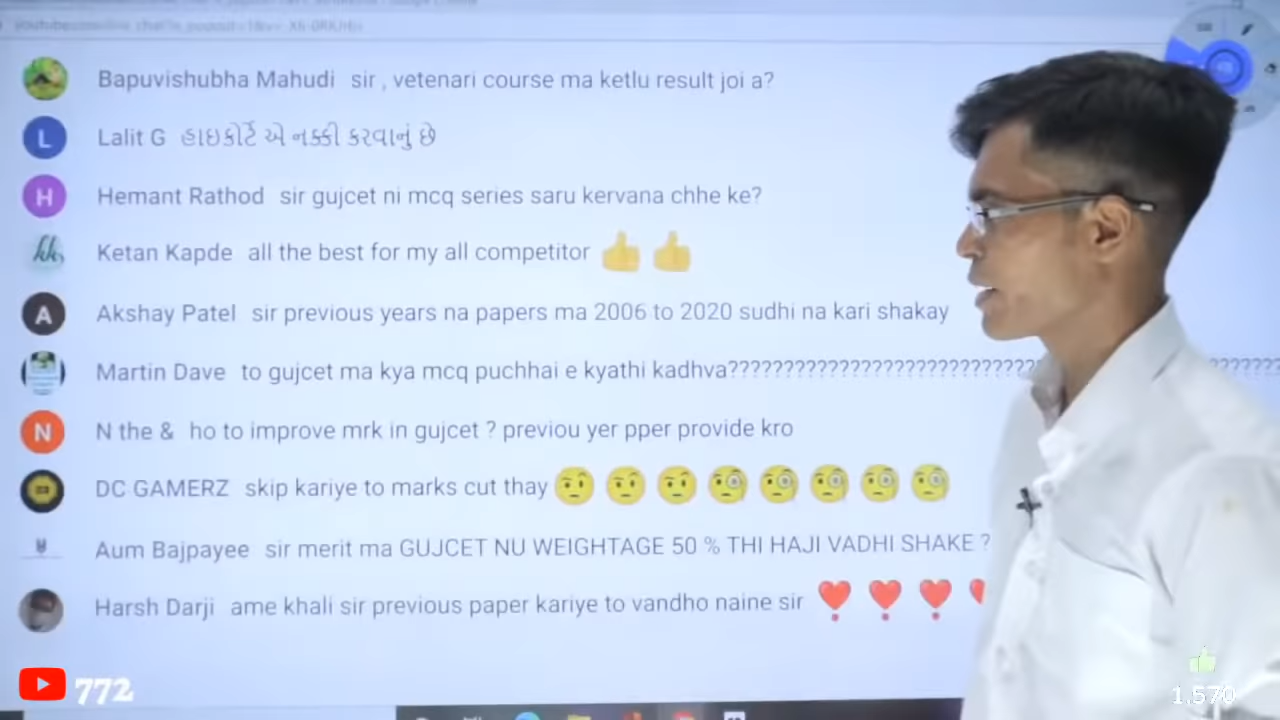 Bapuvishubha Mahudi sir , vetenari course ma ketlu result joi a?
L
Lalit G હાઇકોર્ટ એ નક્કી કરવાનું છે
H
Hemant Rathod sir gujcet ni mcq series saru kervana chhe ke?
Ketan Kapde all the best for my all competitor
A
Akshay Patel sir previous years na papers ma 2006 to 2020 sudhi na kari shakay
Martin Dave to gujcet ma kya mcq puchhai e kyathi kadhva???????????????????????????
N
N the & ho to improve mrk in gujcet ? previou yer pper provide kro
DC GAMERZ skip kariye to marks cut thay
Aum Bajpayee sir merit ma GUJCET NU WEIGHTAGE 50 % THI HAJI VADHI SHAKE ?
Harsh Darji ame khali sir previous paper kariye to vandho naine sir
772
1,570